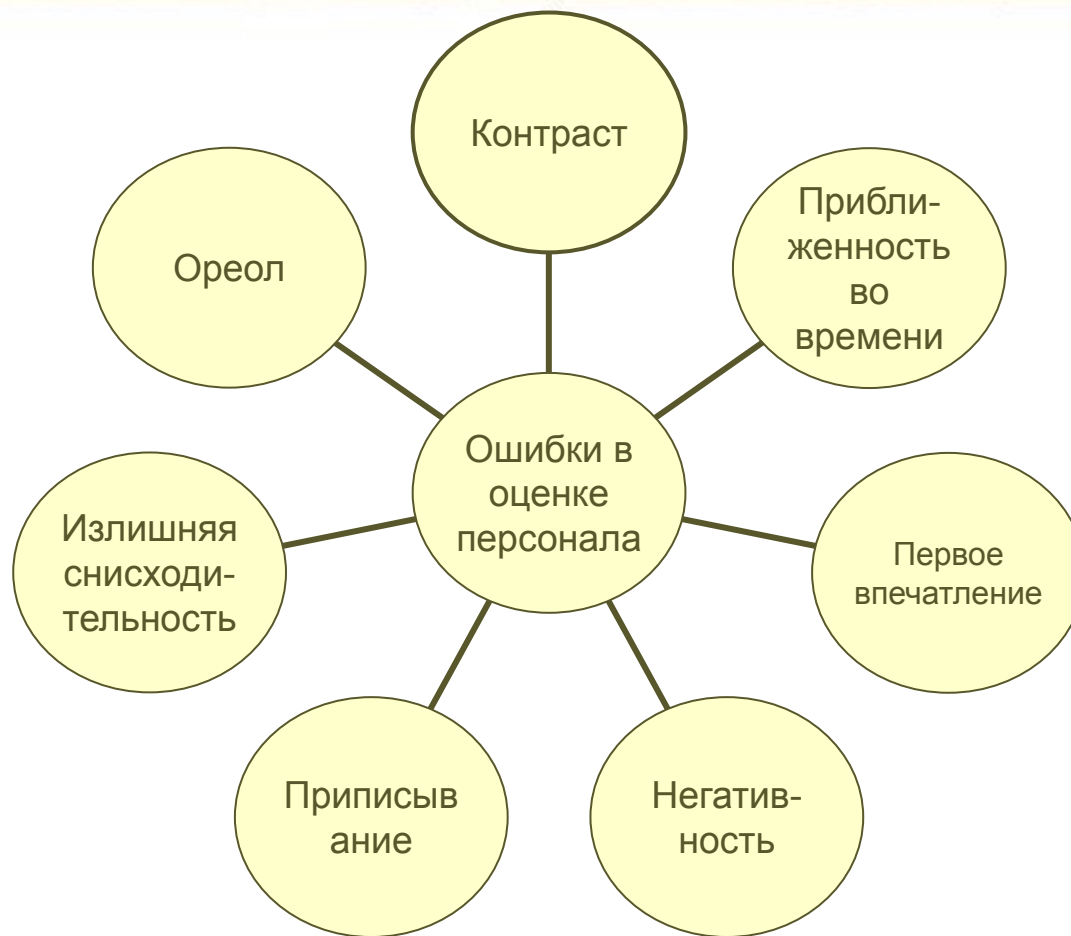 Контраст
Прибли-
женность
во
времени
Ореол
Ошибки в
оценке
персонала
Излишняя
снисходи-
тельность
Первое
впечатление
Приписыв
ание
Негатив-
ность